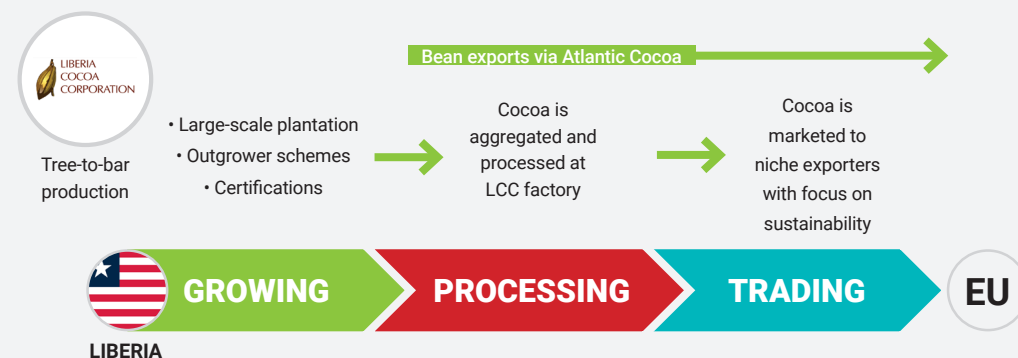 LIBERIA
COCOA
CORPORATION
Tree-to-bar
production
Bean exports via Atlantic Cocoa
• Large-scale plantation
• Outgrower schemes
• Certifications
Cocoa is
aggregated and
processed at
LCC factory
Cocoa is
marketed to
niche exporters
with focus on
sustainability
GROWING
PROCESSING
TRADING
EU
LIBERIA